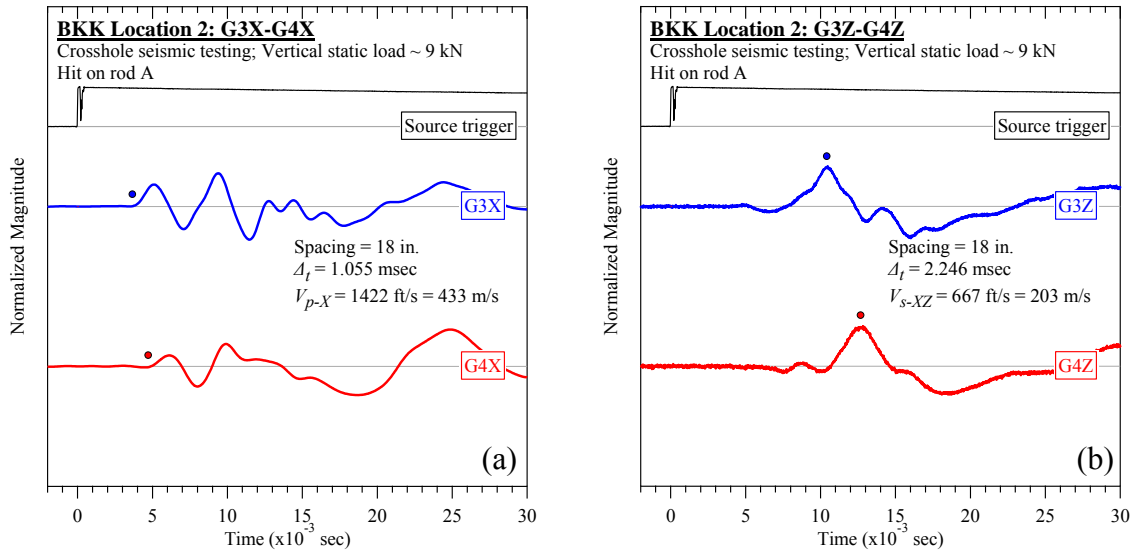 BKK Location 2: G3X-G4X
Crosshole seismic testing; Vertical static load ~ 9 kN
Hit on rod A
Source trigger
G3X
Spacing = 18 in.
Δt = 1.055 msec
Vp-X = 1422 ft/s = 433 m/s
G4X
(a)
Normalized Magnitude
0 5 10 15 20 25 30
Time (x10-3 sec)
BKK Location 2: G3Z-G4Z
Crosshole seismic testing; Vertical static load ~ 9 kN
Hit on rod A
Source trigger
G3Z
Spacing = 18 in.
Δt = 2.246 msec
Vs-XZ = 667 ft/s = 203 m/s
G4Z
(b)
Normalized Magnitude
0 5 10 15 20 25 30
Time (x10-3 sec)